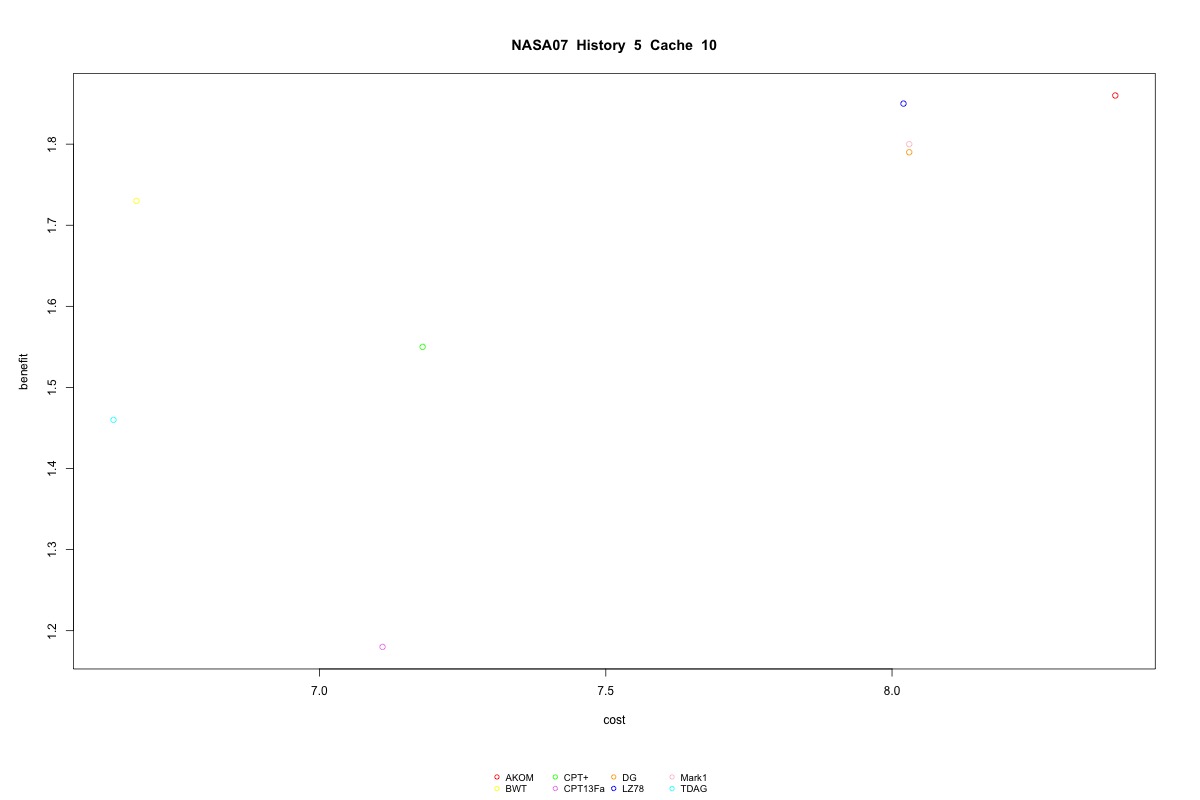 NASA07 History 5 Cache 10
1.8
1.7
1.6
1.5
1.4
1.3
1.2
benefit
7.0 7.5 8.0
cost
AKOM CPT+ DG Mark1
BWT CPT13Fa LZ78 TDAG